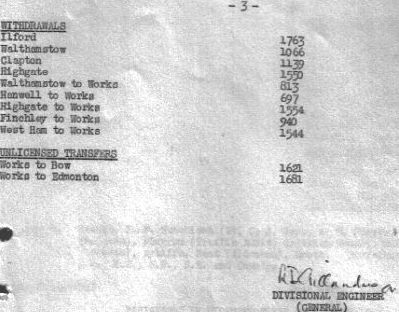 - 3 -
WITHDRAWALS
Ilford 1763
Walthamstow 1066
Clapton 1139
Highgate 1550
Walthamstow to Works 813
Hanwell to Works 697
Highgate to Works 1554
Finchley to Works 940
West Ham to Works 1544
UNLICENSED TRANSFERS
Works to Bow 1621
Works to Edmonton 1681
DIVISIONAL ENGINEER
(GENERAL)